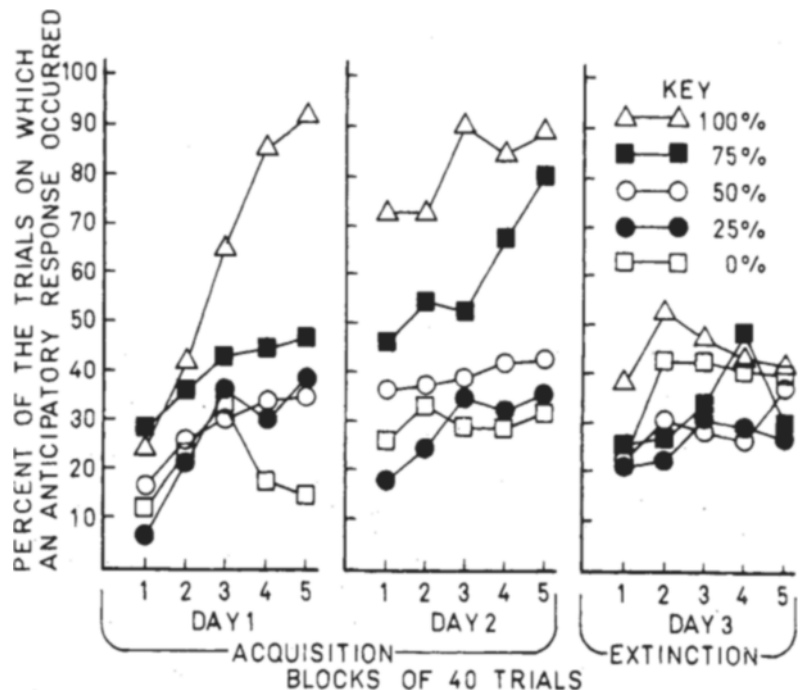 PERCENT OF THE TRIALS ON WHICH
AN ANTICIPATORY RESPONSE OCCURRED
100
90
80
70
60
50
40
30
20
10
KEY
100%
75%
50%
25%
0%
1 2 3 4 5
1 2 3 4 5
1 2 3 4 5
DAY 1
DAY 2
DAY 3
ACQUISITION
EXTINCTION
BLOCKS OF 40 TRIALS